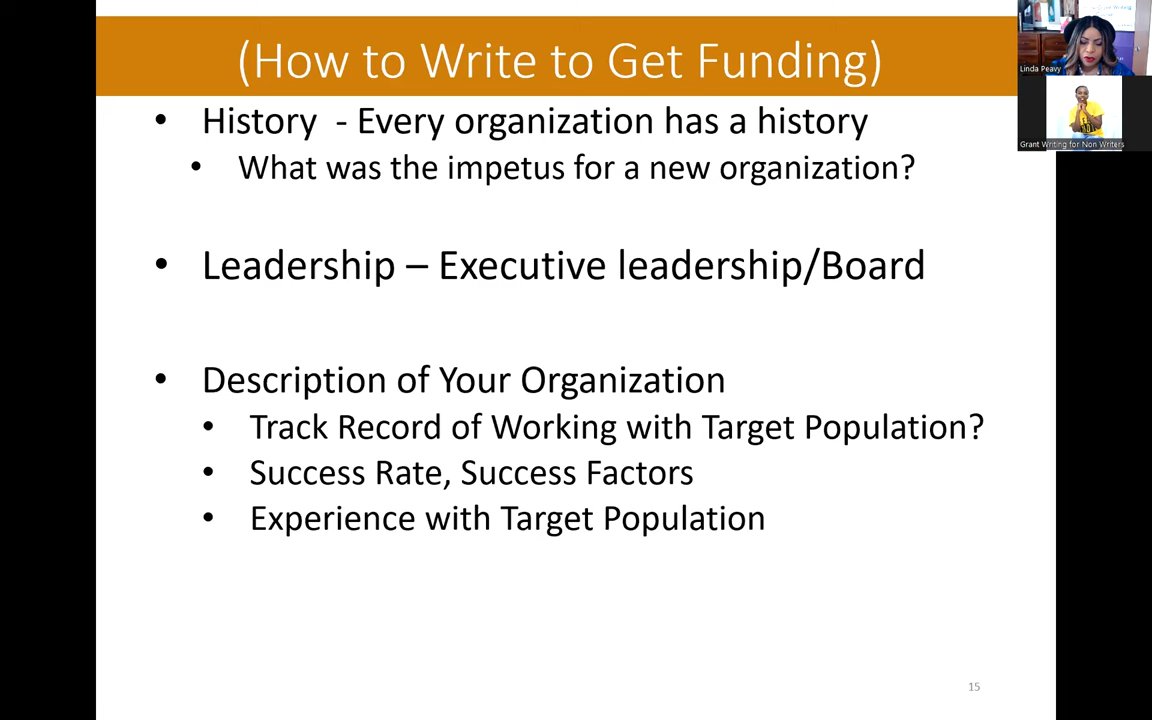 (How to Write to Get Funding)
• History - Every organization has a history
• What was the impetus for a new organization?
• Leadership – Executive leadership/Board
• Description of Your Organization
• Track Record of Working with Target Population?
• Success Rate, Success Factors
• Experience with Target Population
15
Linda Peavy
Grant Writing for Non Writers